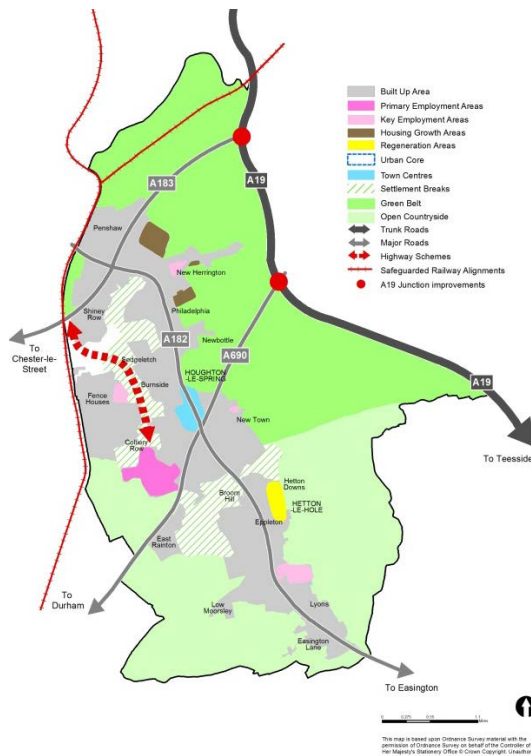 Built Up Area
Primary Employment Areas
Key Employment Areas
Housing Growth Areas
Regeneration Areas
Urban Core
Town Centres
Settlement Breaks
Green Belt
Open Countryside
Trunk Roads
Major Roads
Highway Schemes
Safeguarded Railway Alignments
A19 Junction improvements
A183
A19
Penshaw
New Herrington
Shiney
Row
Philadelphia
To
Chester-le-
Street
A182
Newbottle
A690
Sedgeletch
HOUGHTON
-LE-SPRING
Burnside
A19
Fence
Houses
New Town
To Teesside
Colliery
Row
Hetton
Downs
Broom
Hill
HETTON
-LE-HOLE
Eppleton
East
Rainton
To
Durham
Low
Moorsley
Lyons
Easington
Lane
To Easington
This map is based upon Ordnance Survey material with the
permission of Ordnance Survey on behalf of the Controller of
Her Majesty's Stationery Office © Crown Copyright. Unauthor